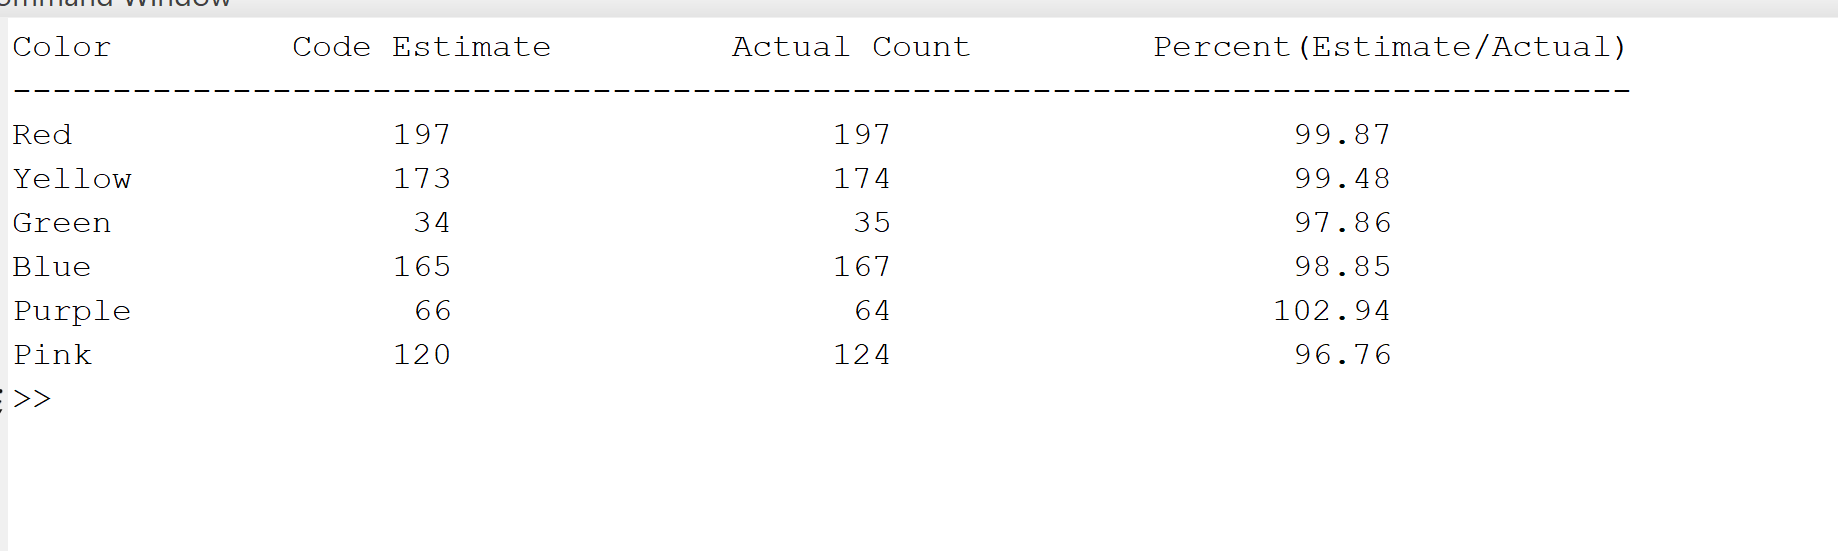 Color Code Estimate Actual Count Percent(Estimate/Actual)
---------------------------------------------------------------------------------
Red 197 197 99.87
Yellow 173 174 99.48
Green 34 35 97.86
Blue 165 167 98.85
Purple 66 64 102.94
Pink 120 124 96.76
>>